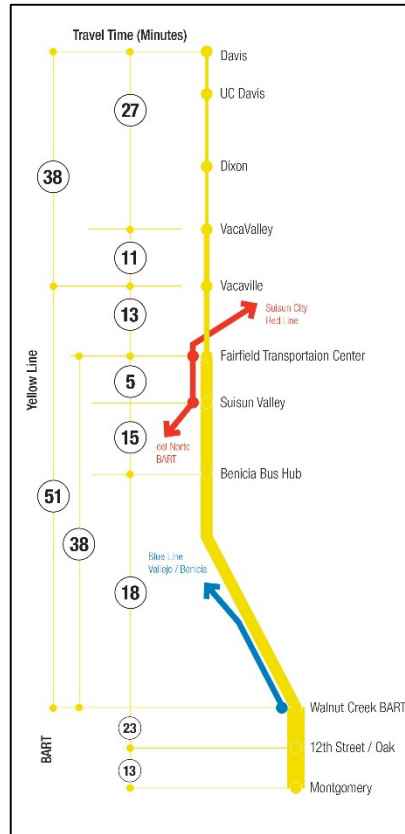 Travel Time (Minutes)
Davis
UC Davis
27
Dixon
38
VacaValley
11
Vacaville
13
Suisun City
Red Line
Fairfield Transportaion Center
5
Suisun Valley
15
del Norte
BART
Yellow Line
Benicia Bus Hub
51
38
Blue Line
Vallejo / Benicia
18
Walnut Creek BART
23
BART
12th Street / Oak
13
Montgomery